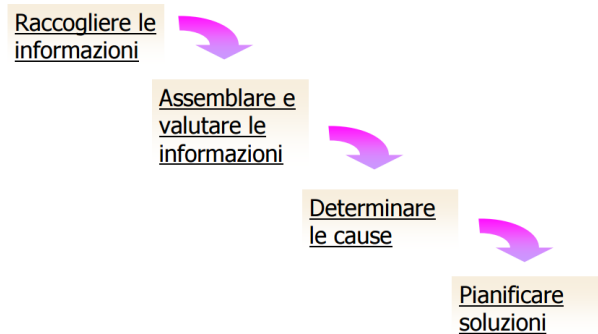 Raccogliere le
informazioni
Assemblare e
valutare le
informazioni
Determinare
le cause
Pianificare
soluzioni